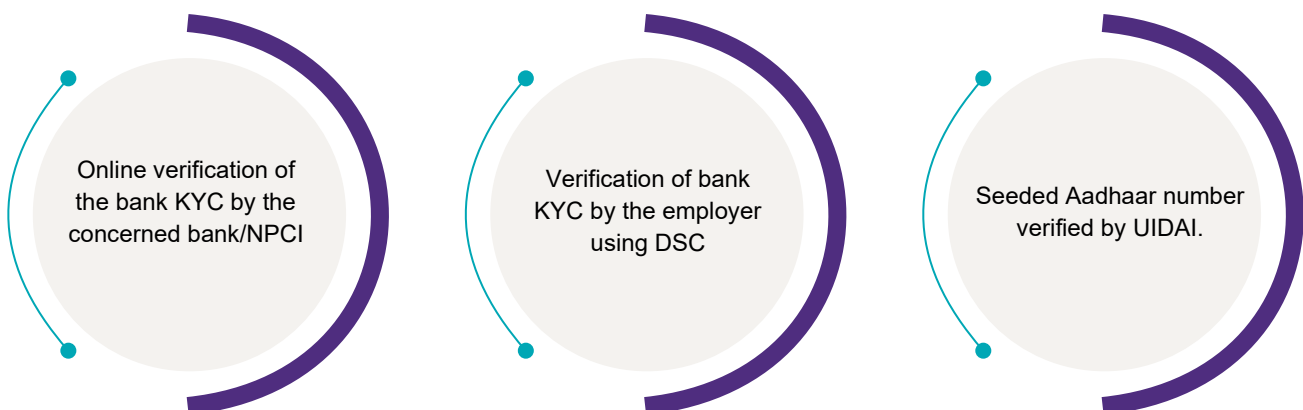 Online verification of
the bank KYC by the
concerned bank/NPCI
Verification of bank
KYC by the employer
using DSC
Seeded Aadhaar number
verified by UIDAI.